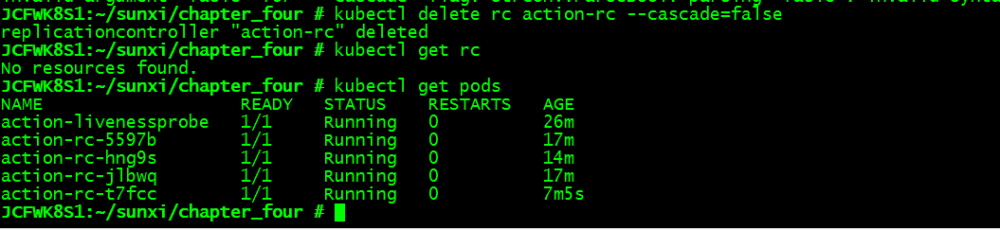 JCFWK8S1:~/sunxi/chapter_four # kubectl delete rc action-rc --cascade=false
replicationcontroller "action-rc" deleted
JCFWK8S1:~/sunxi/chapter_four # kubectl get rc
No resources found.
JCFWK8S1:~/sunxi/chapter_four # kubectl get pods
NAME READY STATUS RESTARTS AGE
action-livenessprobe 1/1 Running 0 26m
action-rc-5597b 1/1 Running 0 17m
action-rc-hng9s 1/1 Running 0 14m
action-rc-jlbwq 1/1 Running 0 17m
action-rc-t7fcc 1/1 Running 0 7m5s
JCFWK8S1:~/sunxi/chapter_four #